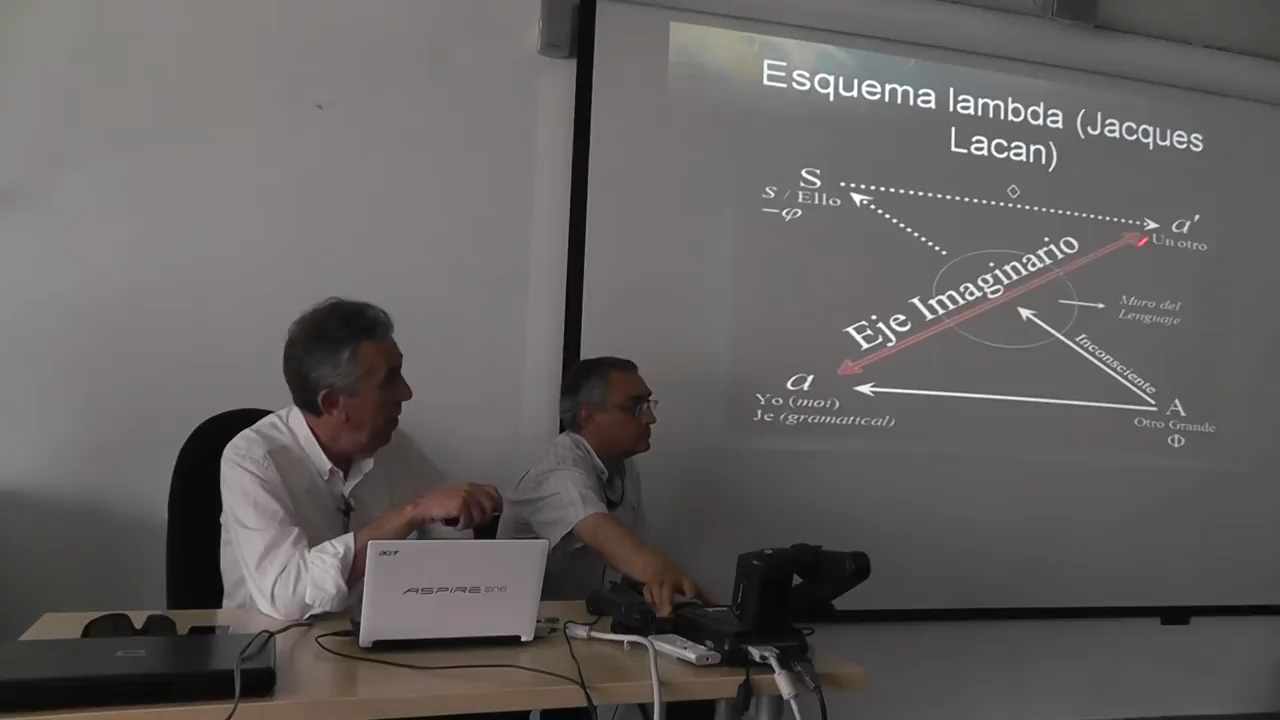 Esquema lambda (Jacques
Lacan)
S
◇
s / Ello
−φ
a'
Un otro
Eje Imaginario
Muro del
Lenguaje
Inconsciente
a
Yo (moi)
Je (gramatical)
A
Otro Grande
Φ
acer
ASPIRE one